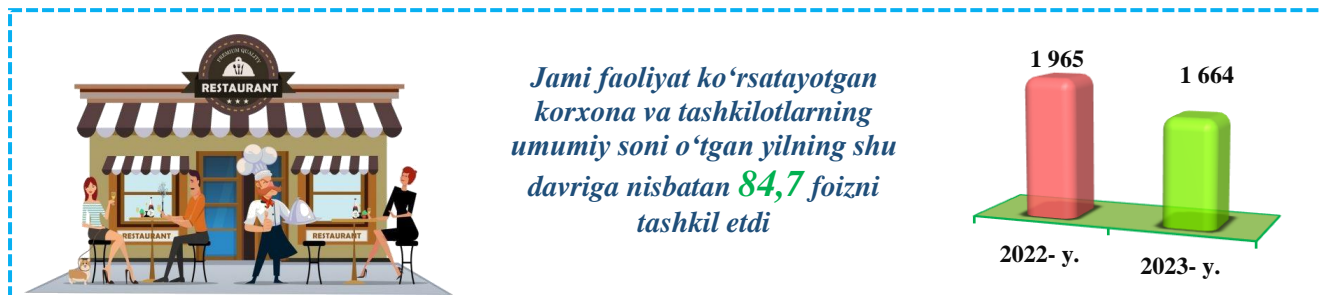 PREMIUM QUALITY
RESTAURANT
RESTAURANT
RESTAURANT
Jami faoliyat ko‘rsatayotgan
korxona va tashkilotlarning
umumiy soni o‘tgan yilning shu
davriga nisbatan 84,7 foizni
tashkil etdi
1 965
1 664
2022- y.
2023- y.